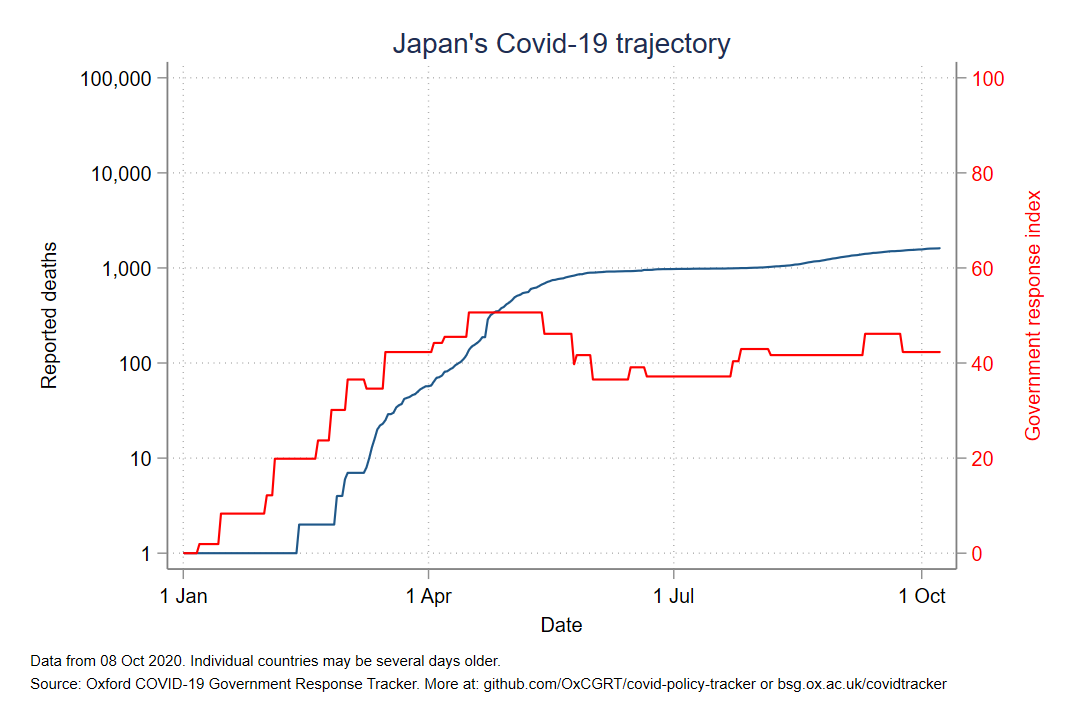 Japan's Covid-19 trajectory
100,000
10,000
1,000
100
10
1
Reported deaths
100
80
60
40
20
0
Government response index
1 Jan
1 Apr
1 Jul
1 Oct
Date
Data from 08 Oct 2020. Individual countries may be several days older.
Source: Oxford COVID-19 Government Response Tracker. More at: github.com/OxCGRT/covid-policy-tracker or bsg.ox.ac.uk/covidtracker